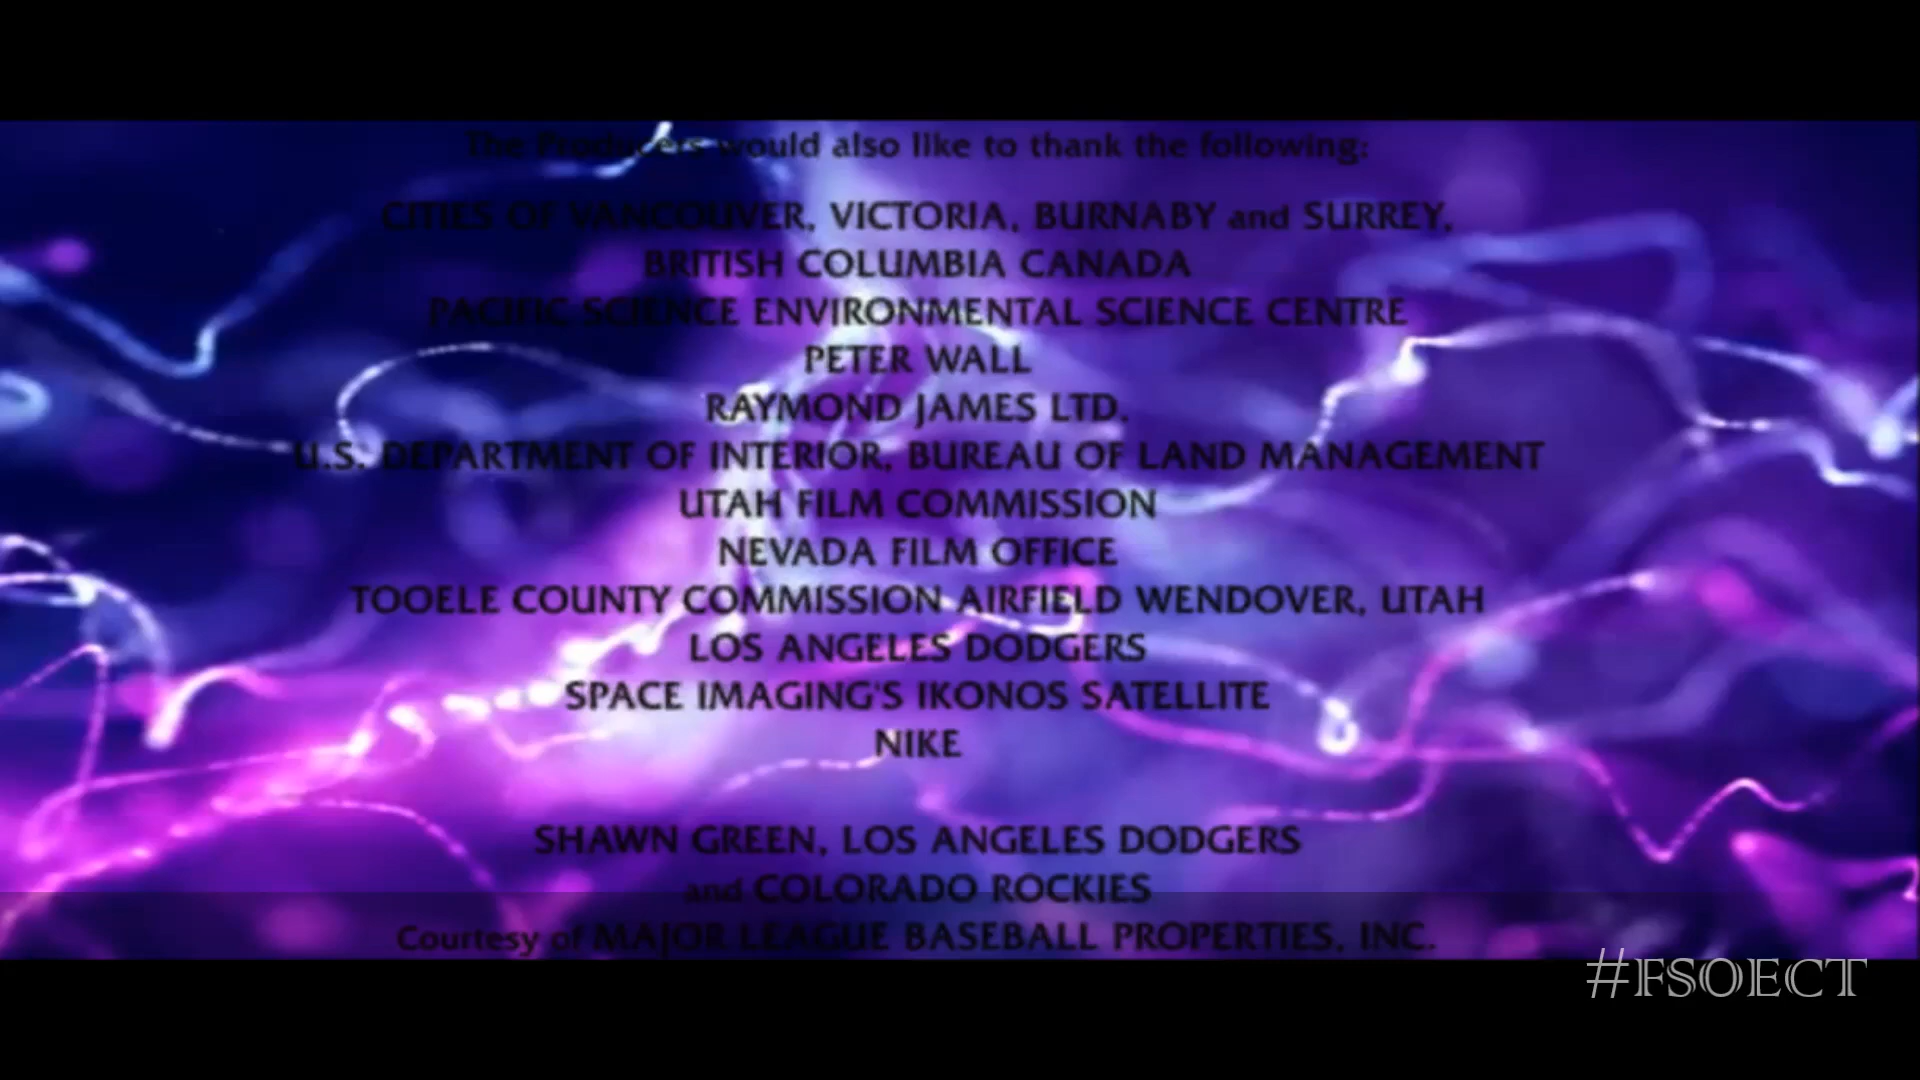 The Producers would also like to thank the following:
CITIES OF VANCOUVER, VICTORIA, BURNABY and SURREY,
BRITISH COLUMBIA CANADA
PACIFIC SCIENCE ENVIRONMENTAL SCIENCE CENTRE
PETER WALL
RAYMOND JAMES LTD.
U.S. DEPARTMENT OF INTERIOR, BUREAU OF LAND MANAGEMENT
UTAH FILM COMMISSION
NEVADA FILM OFFICE
TOOELE COUNTY COMMISSION AIRFIELD WENDOVER, UTAH
LOS ANGELES DODGERS
SPACE IMAGING'S IKONOS SATELLITE
NIKE
SHAWN GREEN, LOS ANGELES DODGERS
and COLORADO ROCKIES
Courtesy of MAJOR LEAGUE BASEBALL PROPERTIES, INC.
#FSOECT